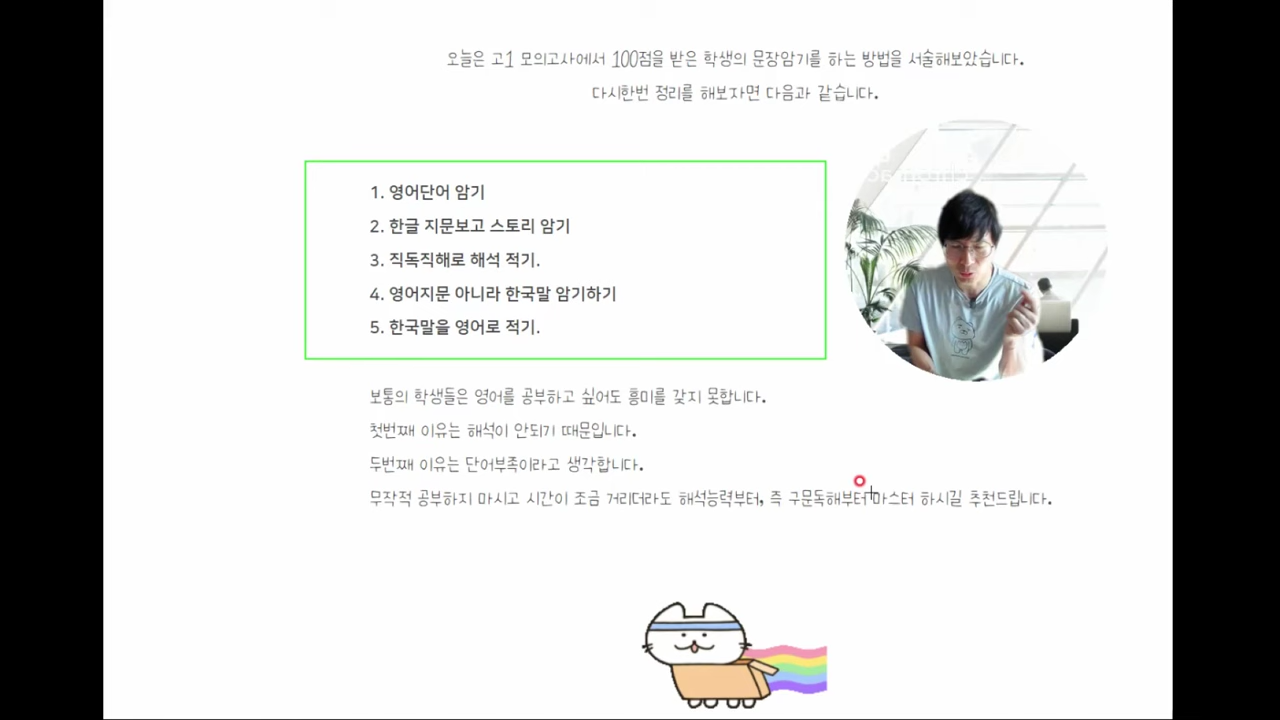 오늘은 고1 모의고사에서 100점을 받은 학생의 문장암기를 하는 방법을 서술해보았습니다.
다시한번 정리를 해보자면 다음과 같습니다.
1. 영어단어 암기
2. 한글 지문보고 스토리 암기
3. 직독직해로 해석 적기.
4. 영어지문 아니라 한국말 암기하기
5. 한국말을 영어로 적기.
보통의 학생들은 영어를 공부하고 싶어도 흥미를 갖지 못합니다.
첫번째 이유는 해석이 안되기 때문입니다.
두번째 이유는 단어부족이라고 생각합니다.
무작적 공부하지 마시고 시간이 조금 거리더라도 해석능력부터, 즉 구문독해부터 마스터 하시길 추천드립니다.